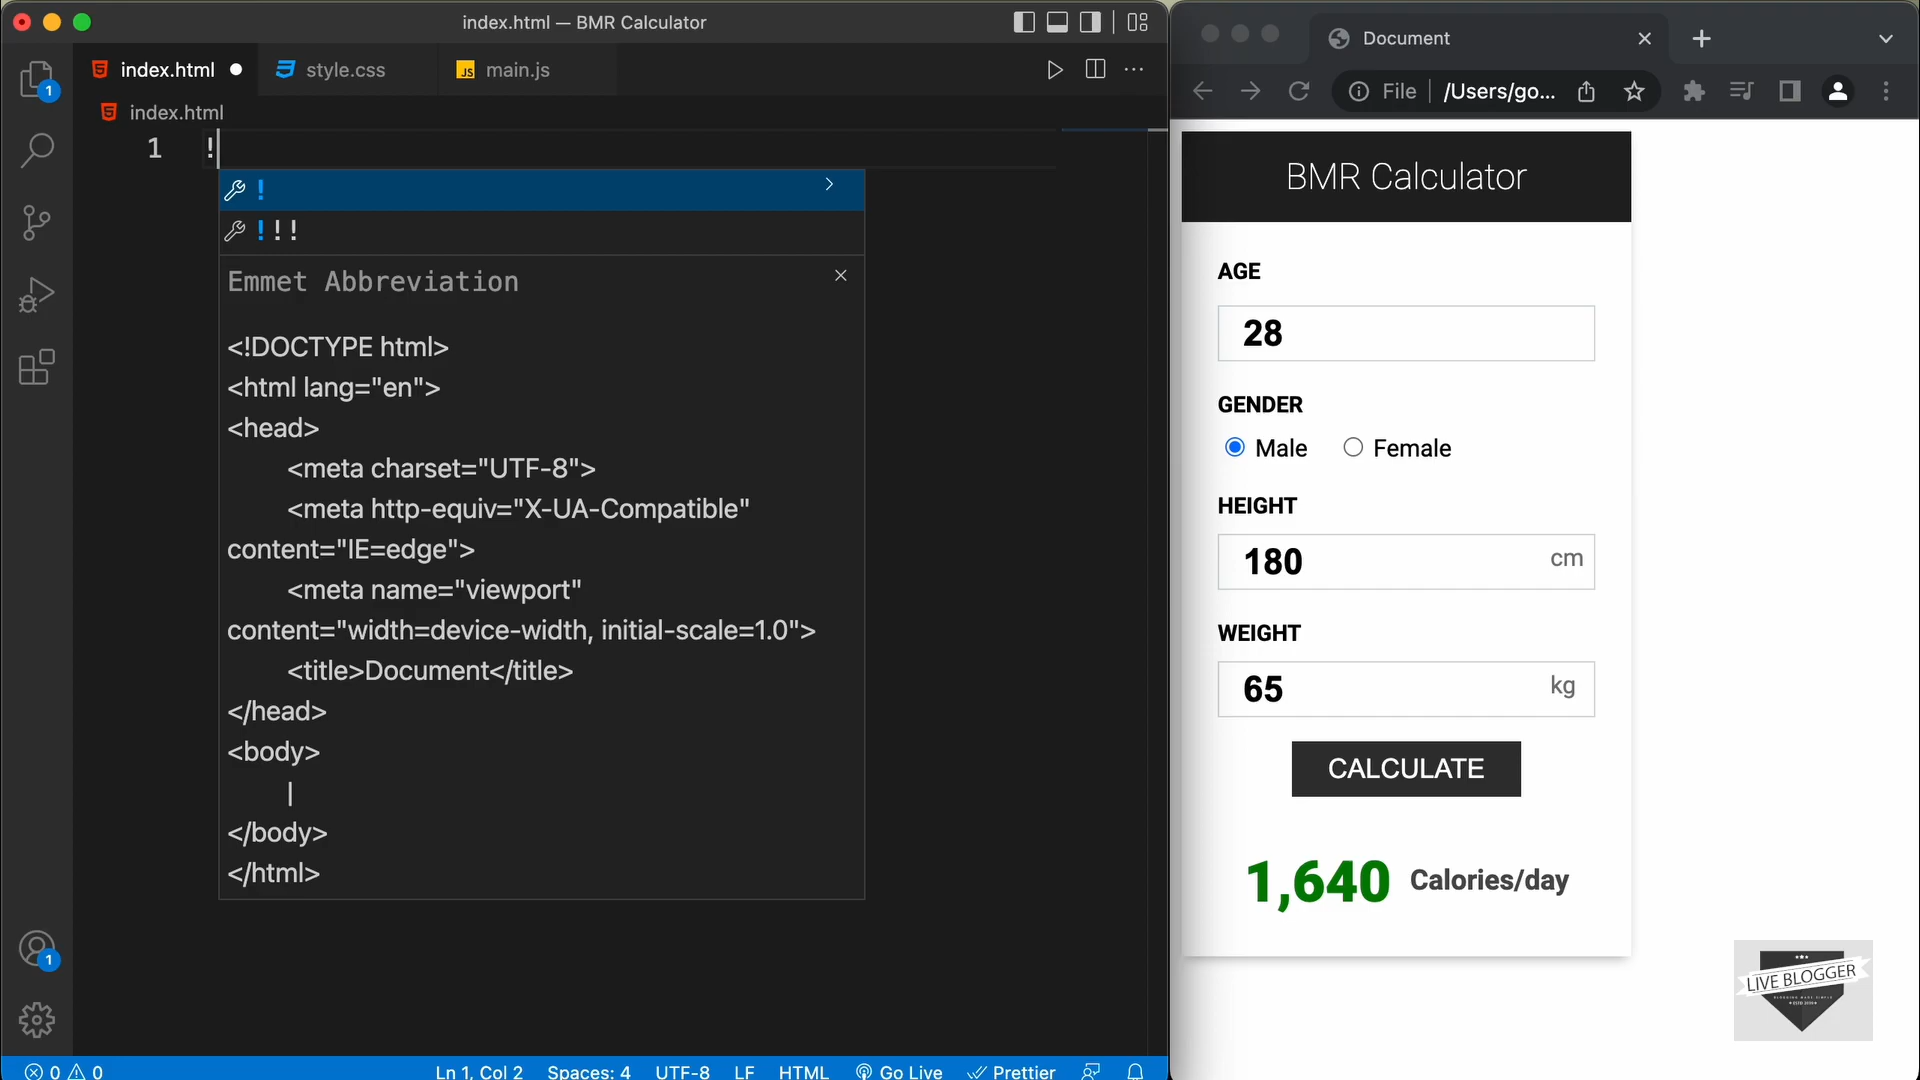 index.html — BMR Calculator
index.html
style.css
JS main.js
index.html
1 !
!
!!!
Emmet Abbreviation
<!DOCTYPE html>
<html lang="en">
<head>
<meta charset="UTF-8">
<meta http-equiv="X-UA-Compatible"
content="IE=edge">
<meta name="viewport"
content="width=device-width, initial-scale=1.0">
<title>Document</title>
</head>
<body>
|
</body>
</html>
1
1
0 0
Ln 1, Col 2
Spaces: 4
UTF-8
LF
HTML
Go Live
Prettier
Document
File
/Users/go...
BMR Calculator
AGE
28
GENDER
Male Female
HEIGHT
180 cm
WEIGHT
65 kg
CALCULATE
1,640 Calories/day
LIVE BLOGGER